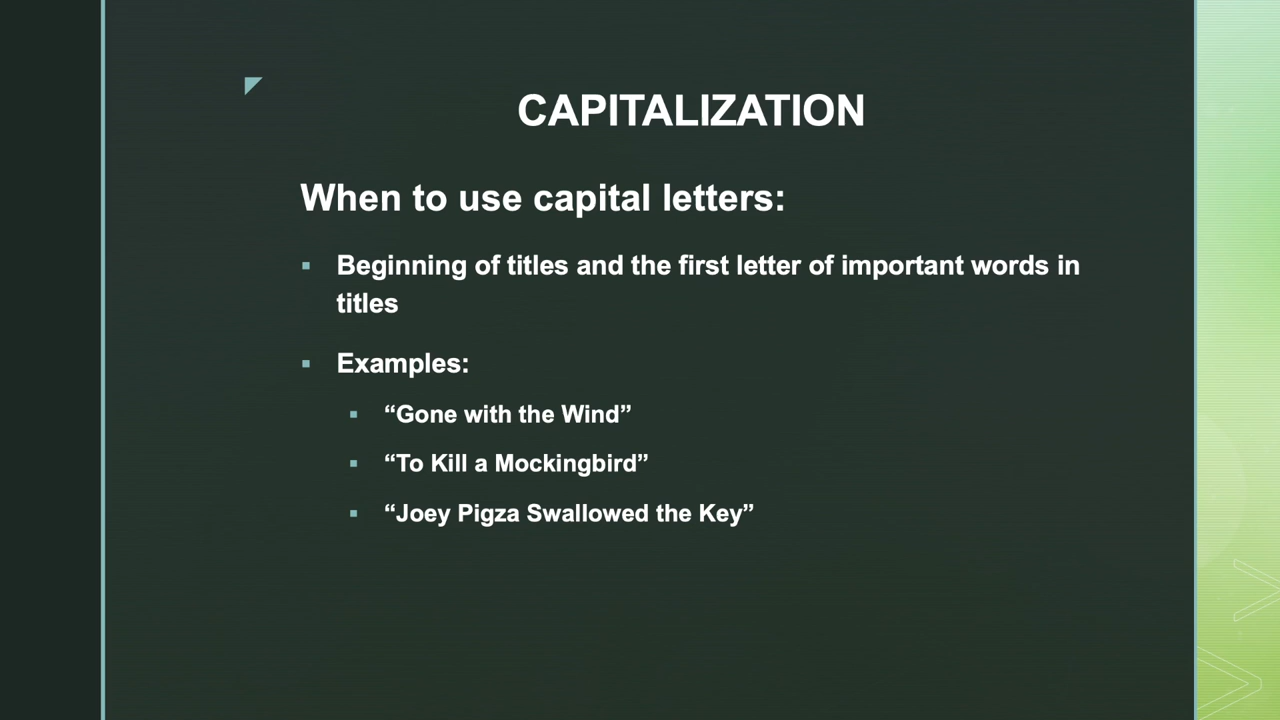 CAPITALIZATION
When to use capital letters:
▪ Beginning of titles and the first letter of important words in
titles
▪ Examples:
▪ “Gone with the Wind”
▪ “To Kill a Mockingbird”
▪ “Joey Pigza Swallowed the Key”